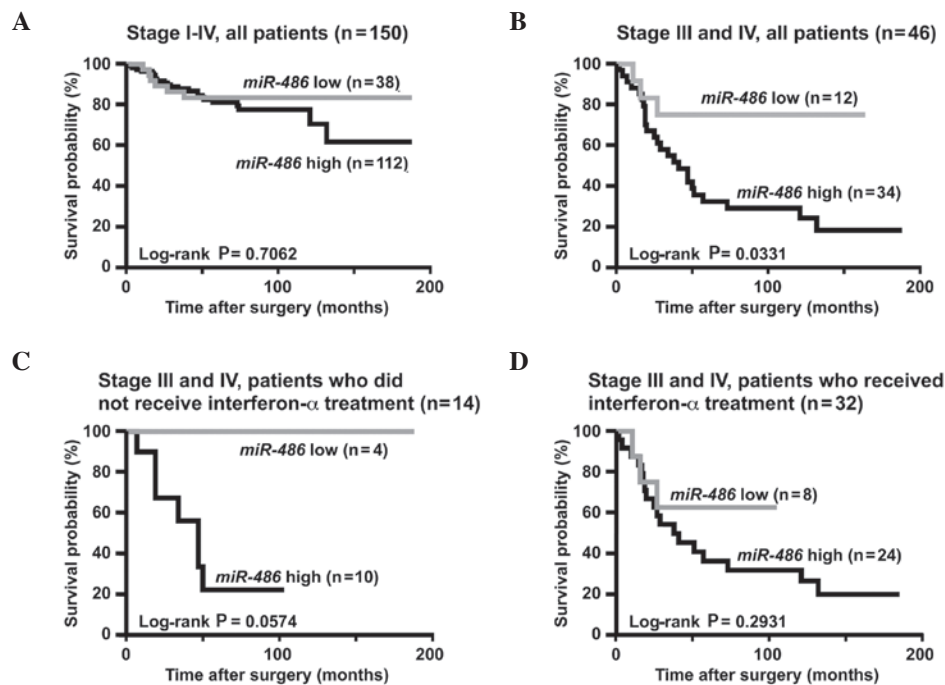 A
Stage I-IV, all patients (n=150)
Survival probability (%)
100
80
60
40
20
0
miR-486 low (n=38)
miR-486 high (n=112)
Log-rank P=0.7062
0
100
200
Time after surgery (months)
B
Stage III and IV, all patients (n=46)
Survival probability (%)
100
80
60
40
20
0
miR-486
low (n=12)
miR-486 high (n=34)
Log-rank P=0.0331
0
100
200
Time after surgery (months)
C
Stage III and IV, patients who did
not receive interferon-α treatment (n=14)
Survival probability (%)
100
80
60
40
20
0
miR-486
low (n=4)
miR-486 high (n=10)
Log-rank P=0.0574
0
100
200
Time after surgery (months)
D
Stage III and IV, patients who received
interferon-α treatment (n=32)
Survival probability (%)
100
80
60
40
20
0
miR-486 low (n=8)
miR-486 high (n=24)
Log-rank P=0.2931
0
100
200
Time after surgery (months)